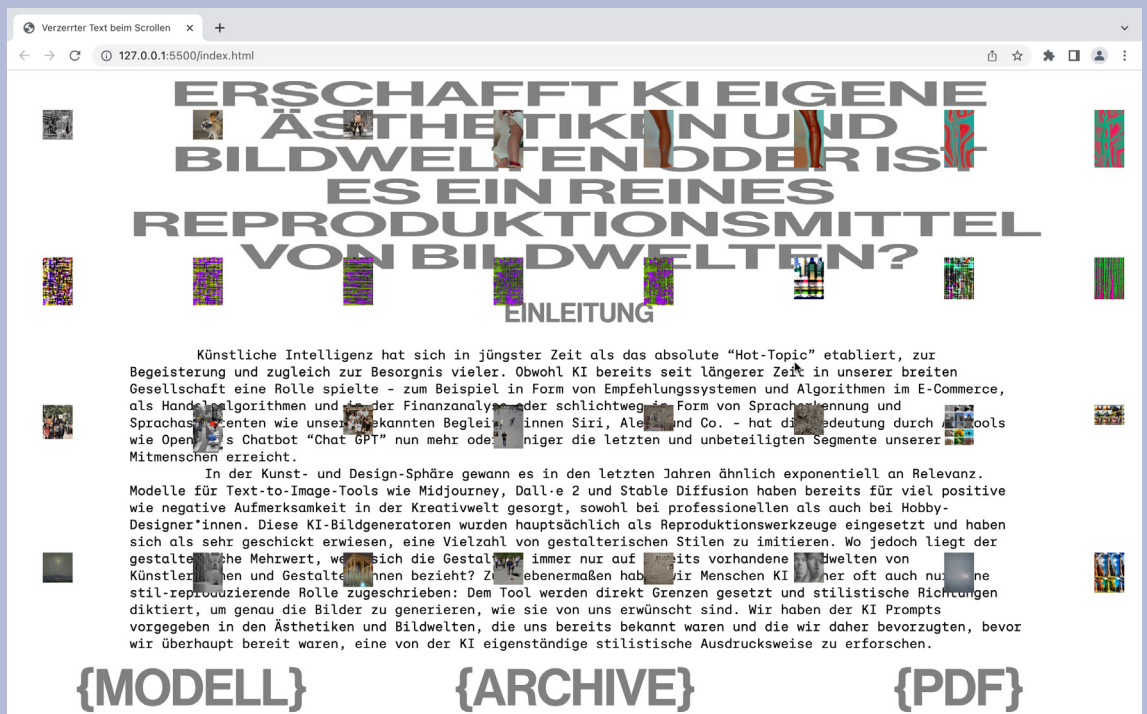 Verzerrter Text beim Scrollen
127.0.0.1:5500/index.html
ERSCHAFFT KI EIGENE
ÄSTHETIKEN UND
BILDWELTEN ODER IST
ES EIN REINES
REPRODUKTIONSMITTEL
VON BILDWELTEN?
EINLEITUNG
Künstliche Intelligenz hat sich in jüngster Zeit als das absolute “Hot-Topic” etabliert, zur
Begeisterung und zugleich zur Besorgnis vieler. Obwohl KI bereits seit längerer Zeit in unserer breiten
Gesellschaft eine Rolle spielte – zum Beispiel in Form von Empfehlungssystemen und Algorithmen im E-Commerce,
als Handelsalgorithmen und in der Finanzanalyse oder schlichtweg in Form von Spracherkennung und
Sprachassistenten wie unseren bekannten Begleiter*innen Siri, Alexa und Co. – hat die Bedeutung durch AI-Tools
wie OpenAI's Chatbot “Chat GPT” nun mehr oder weniger die letzten und unbeteiligten Segmente unserer
Mitmenschen erreicht.
In der Kunst- und Design-Sphäre gewann es in den letzten Jahren ähnlich exponentiell an Relevanz.
Modelle für Text-to-Image-Tools wie Midjourney, Dall·e 2 und Stable Diffusion haben bereits für viel positive
wie negative Aufmerksamkeit in der Kreativwelt gesorgt, sowohl bei professionellen als auch bei Hobby-
Designer*innen. Diese KI-Bildgeneratoren wurden hauptsächlich als Reproduktionswerkzeuge eingesetzt und haben
sich als sehr geschickt erwiesen, eine Vielzahl von gestalterischen Stilen zu imitieren. Wo jedoch liegt der
gestalterische Mehrwert, wenn sich die Gestaltung immer nur auf bereits vorhandene Bildwelten von
Künstler*innen und Gestalter*innen bezieht? Zugegebenermaßen haben wir Menschen KI bisher oft auch nur eine
stil-reproduzierende Rolle zugeschrieben: Dem Tool werden direkt Grenzen gesetzt und stilistische Richtungen
diktiert, um genau die Bilder zu generieren, wie sie von uns erwünscht sind. Wir haben der KI Prompts
vorgegeben in den Ästhetiken und Bildwelten, die uns bereits bekannt waren und die wir daher bevorzugten, bevor
wir überhaupt bereit waren, eine von der KI eigenständige stilistische Ausdrucksweise zu erforschen.
{MODELL} {ARCHIVE} {PDF}